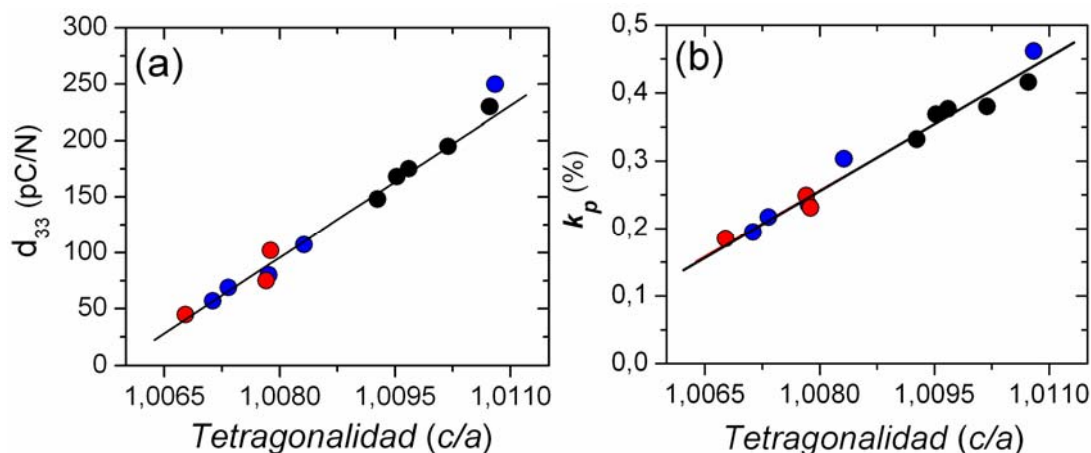 (a)
d33 (pC/N)
300
250
200
150
100
50
0
1,0065 1,0080 1,0095 1,0110
Tetragonalidad (c/a)
(b)
kp (%)
0,5
0,4
0,3
0,2
0,1
0,0
1,0065 1,0080 1,0095 1,0110
Tetragonalidad (c/a)